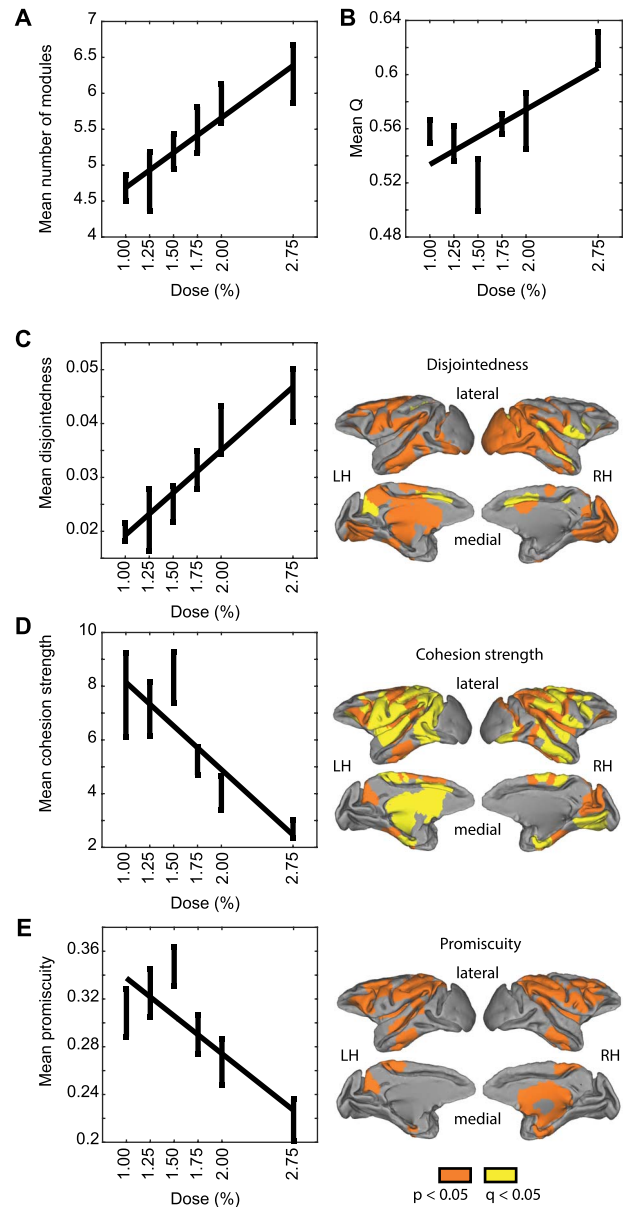 A
Mean number of modules
7
6.5
6
5.5
5
4.5
4
1.00
1.25
1.50
1.75
2.00
2.75
Dose (%)
B
Mean Q
0.64
0.6
0.56
0.52
0.48
1.00
1.25
1.50
1.75
2.00
2.75
Dose (%)
C
Mean disjointedness
0.05
0.04
0.03
0.02
1.00
1.25
1.50
1.75
2.00
2.75
Dose (%)
Disjointedness
lateral
LH
RH
medial
D
Mean cohesion strength
10
8
6
4
2
1.00
1.25
1.50
1.75
2.00
2.75
Dose (%)
Cohesion strength
lateral
LH
RH
medial
E
Mean promiscuity
0.36
0.32
0.28
0.24
0.2
1.00
1.25
1.50
1.75
2.00
2.75
Dose (%)
Promiscuity
lateral
LH
RH
medial
p < 0.05
q < 0.05